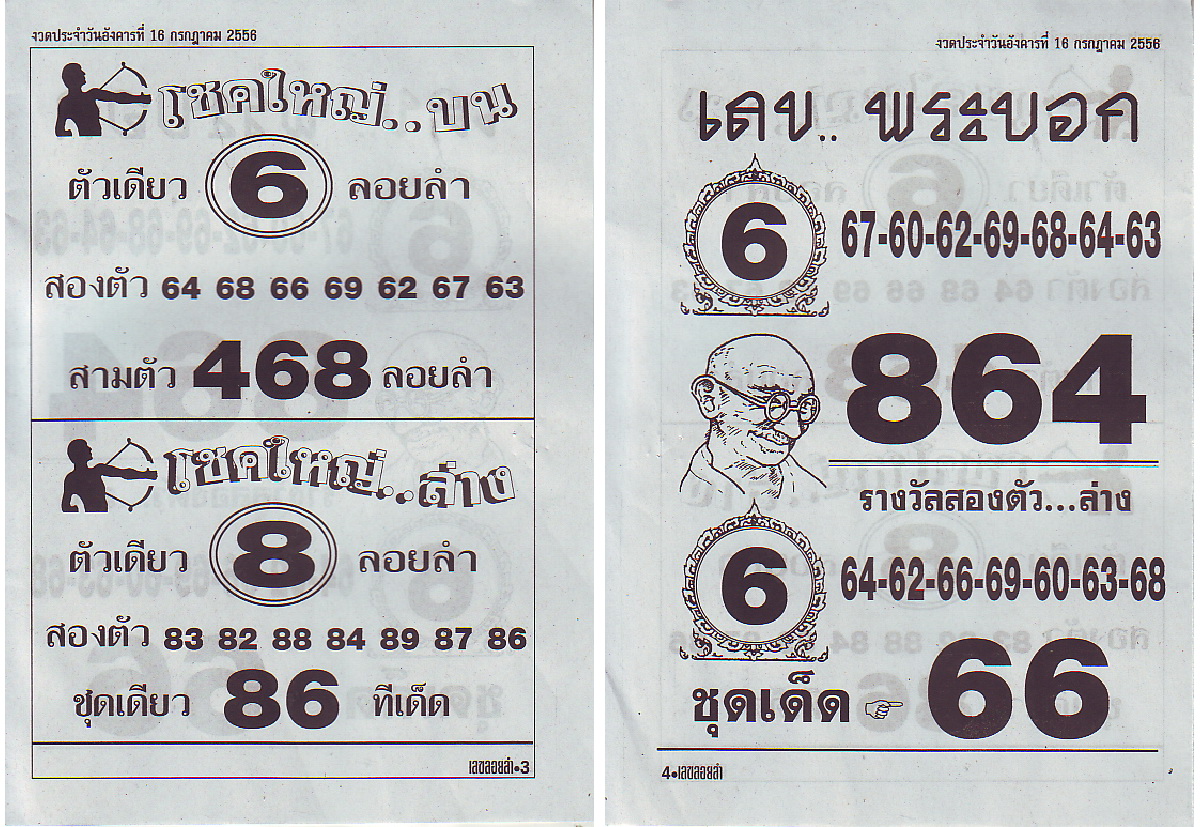 งวดประจำวันอังคารที่ 16 กรกฎาคม 2556
โชคใหญ่..บน
ตัวเดียว 6 ลอยลำ
สองตัว 64 68 66 69 62 67 63
สามตัว 468 ลอยลำ
โชคใหญ่..ล่าง
ตัวเดียว 8 ลอยลำ
สองตัว 83 82 88 84 89 87 86
ชุดเดียว 86 ทีเด็ด
เลขลอยลำ•3
งวดประจำวันอังคารที่ 16 กรกฎาคม 2556
เลข.. พระบอก
6 67-60-62-69-68-64-63
864
รางวัลสองตัว...ล่าง
6 64-62-66-69-60-63-68
ชุดเด็ด 66
4•เลขลอยลำ